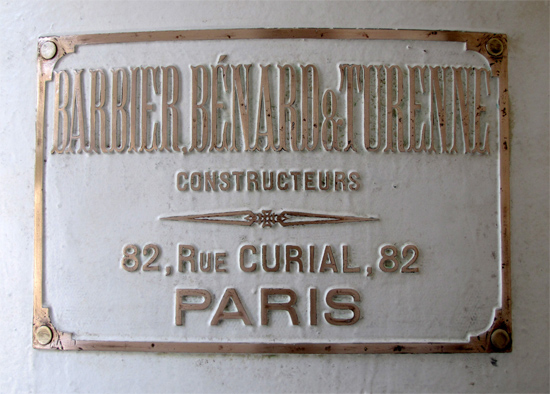 BARBIER, BÉNARD & TURENNE
CONSTRUCTEURS
82, RUE CURIAL, 82
PARIS